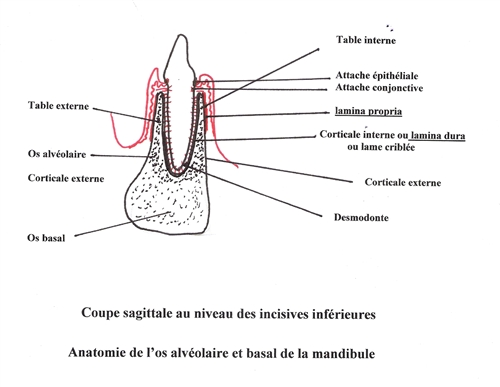 Table interne
Attache épithéliale
Attache conjonctive
Table externe
lamina propria
Corticale interne ou lamina dura
ou lame criblée
Os alvéolaire
Corticale externe
Corticale externe
Desmodonte
Os basal
Coupe sagittale au niveau des incisives inférieures
Anatomie de l'os alvéolaire et basal de la mandibule